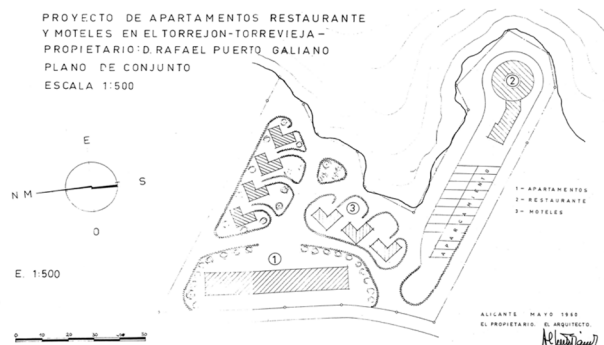 PROYECTO DE APARTAMENTOS RESTAURANTE
Y MOTELES EN EL TORREJON-TORREVIEJA-
PROPIETARIO: D. RAFAEL PUERTO GALIANO
PLANO DE CONJUNTO
ESCALA 1:500
E
N M
S
O
E. 1:500
1
2
3
1- APARTAMENTOS
2- RESTAURANTE
3- MOTELES
ALICANTE MAYO
EL PROPIETARIO. EL ARQUITECTO.
0 10 20 30 50